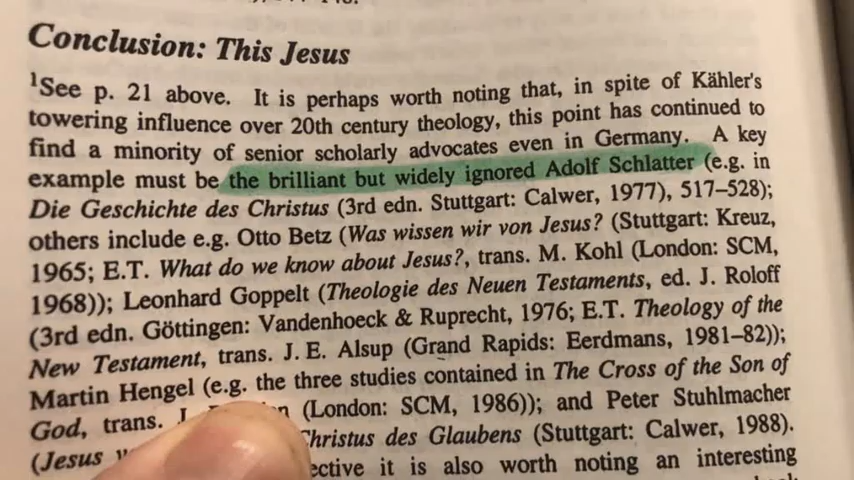 Conclusion: This Jesus
¹See p. 21 above. It is perhaps worth noting that, in spite of Kähler's
towering influence over 20th century theology, this point has continued to
find a minority of senior scholarly advocates even in Germany. A key
example must be the brilliant but widely ignored Adolf Schlatter (e.g. in
Die Geschichte des Christus (3rd edn. Stuttgart: Calwer, 1977), 517–528);
others include e.g. Otto Betz (Was wissen wir von Jesus? (Stuttgart: Kreuz,
1965; E.T. What do we know about Jesus?, trans. M. Kohl (London: SCM,
1968)); Leonhard Goppelt (Theologie des Neuen Testaments, ed. J. Roloff
(3rd edn. Göttingen: Vandenhoeck & Ruprecht, 1976; E.T. Theology of the
New Testament, trans. J. E. Alsup (Grand Rapids: Eerdmans, 1981–82));
Martin Hengel (e.g. the three studies contained in The Cross of the Son of
God, trans. J. (London: SCM, 1986)); and Peter Stuhlmacher
(Jesus Christus des Glaubens (Stuttgart: Calwer, 1988).
it is also worth noting an interesting